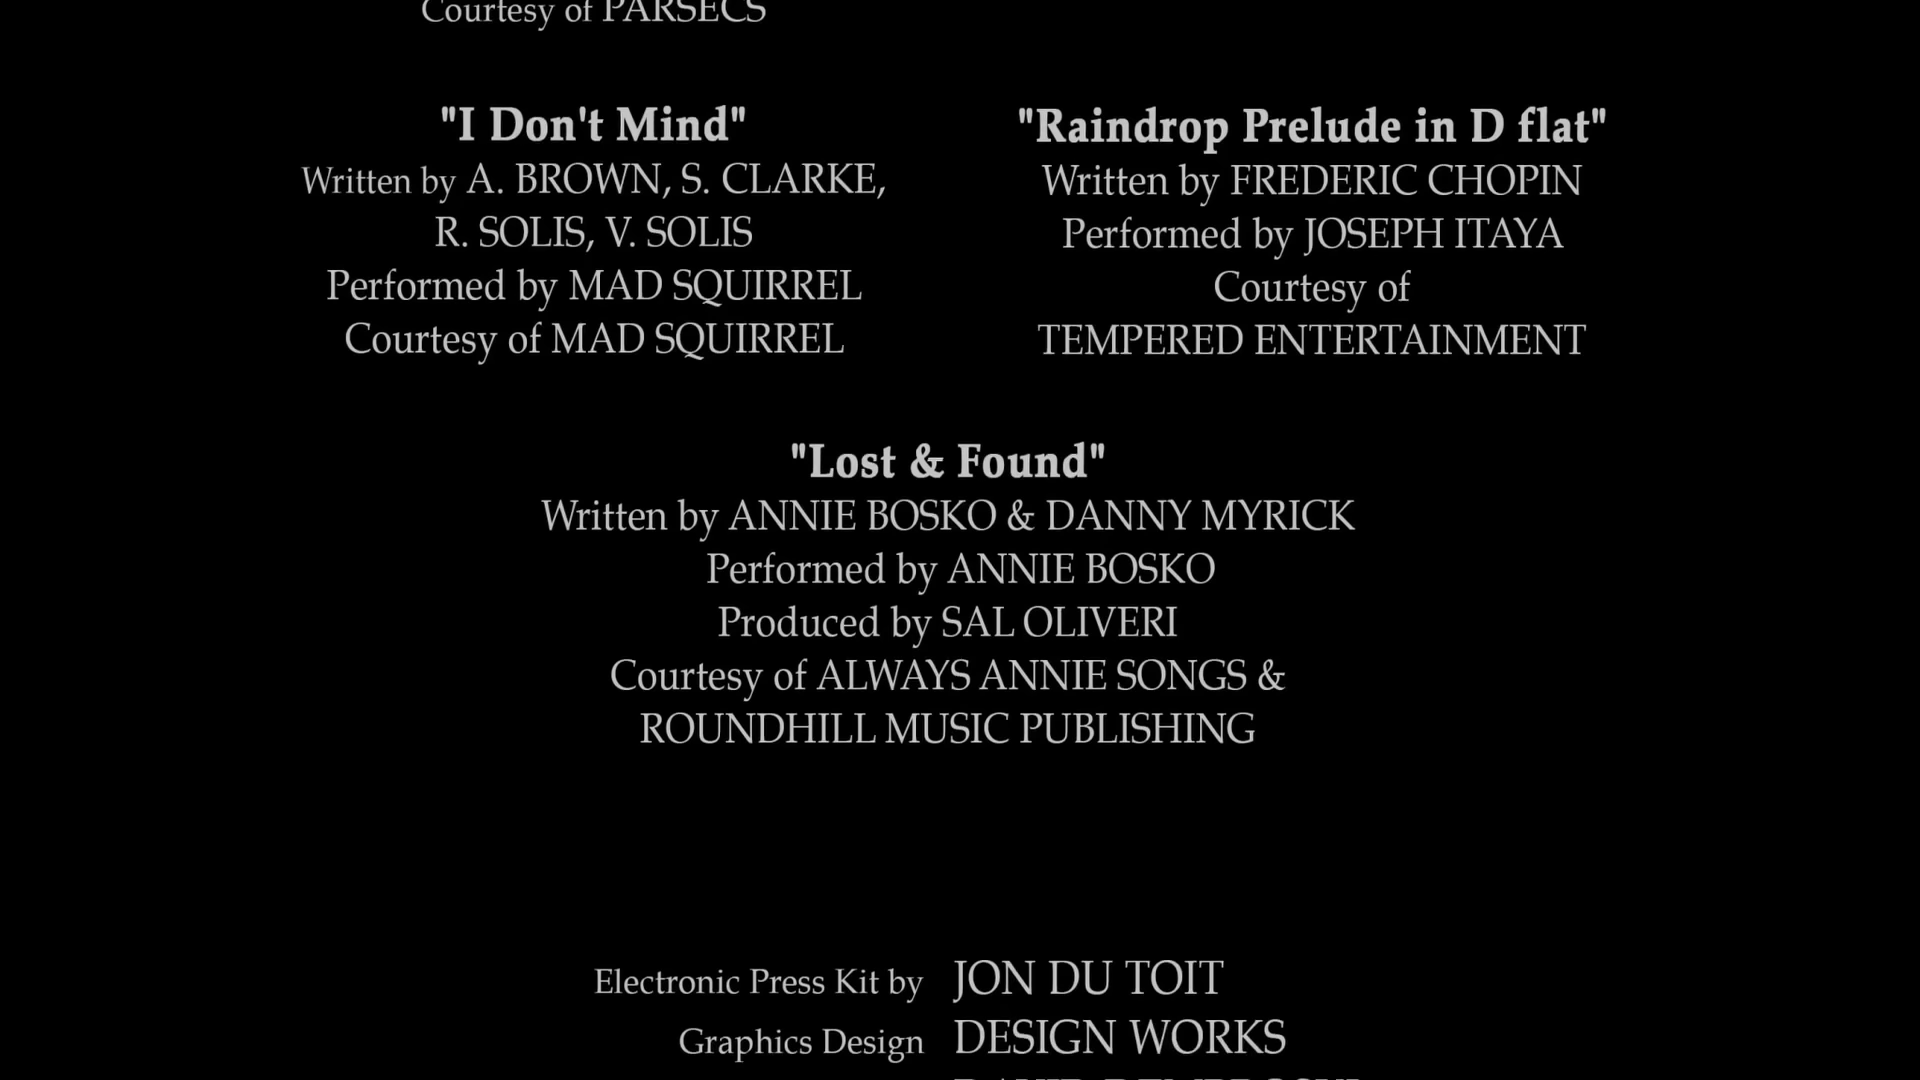 Courtesy of PARSECS
"I Don't Mind"
Written by A. BROWN, S. CLARKE,
R. SOLIS, V. SOLIS
Performed by MAD SQUIRREL
Courtesy of MAD SQUIRREL
"Raindrop Prelude in D flat"
Written by FREDERIC CHOPIN
Performed by JOSEPH ITAYA
Courtesy of
TEMPERED ENTERTAINMENT
"Lost & Found"
Written by ANNIE BOSKO & DANNY MYRICK
Performed by ANNIE BOSKO
Produced by SAL OLIVERI
Courtesy of ALWAYS ANNIE SONGS &
ROUNDHILL MUSIC PUBLISHING
Electronic Press Kit by JON DU TOIT
Graphics Design DESIGN WORKS